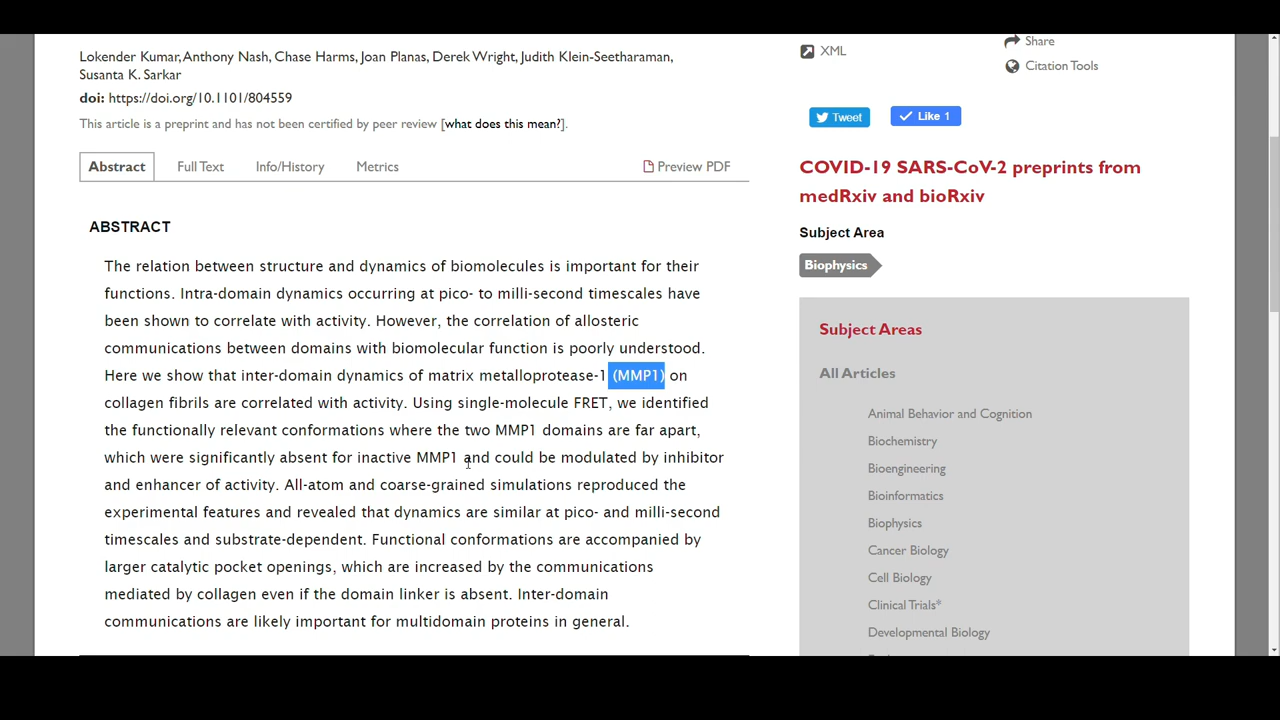 Lokender Kumar, Anthony Nash, Chase Harms, Joan Planas, Derek Wright, Judith Klein-Seetharaman,
Susanta K. Sarkar
doi: https://doi.org/10.1101/804559
This article is a preprint and has not been certified by peer review [what does this mean?].
Abstract Full Text Info/History Metrics Preview PDF
ABSTRACT
The relation between structure and dynamics of biomolecules is important for their
functions. Intra-domain dynamics occurring at pico- to milli-second timescales have
been shown to correlate with activity. However, the correlation of allosteric
communications between domains with biomolecular function is poorly understood.
Here we show that inter-domain dynamics of matrix metalloprotease-1 (MMP1) on
collagen fibrils are correlated with activity. Using single-molecule FRET, we identified
the functionally relevant conformations where the two MMP1 domains are far apart,
which were significantly absent for inactive MMP1 and could be modulated by inhibitor
and enhancer of activity. All-atom and coarse-grained simulations reproduced the
experimental features and revealed that dynamics are similar at pico- and milli-second
timescales and substrate-dependent. Functional conformations are accompanied by
larger catalytic pocket openings, which are increased by the communications
mediated by collagen even if the domain linker is absent. Inter-domain
communications are likely important for multidomain proteins in general.
XML
Share
Citation Tools
Tweet
Like 1
COVID-19 SARS-CoV-2 preprints from
medRxiv and bioRxiv
Subject Area
Biophysics
Subject Areas
All Articles
Animal Behavior and Cognition
Biochemistry
Bioengineering
Bioinformatics
Biophysics
Cancer Biology
Cell Biology
Clinical Trials*
Developmental Biology